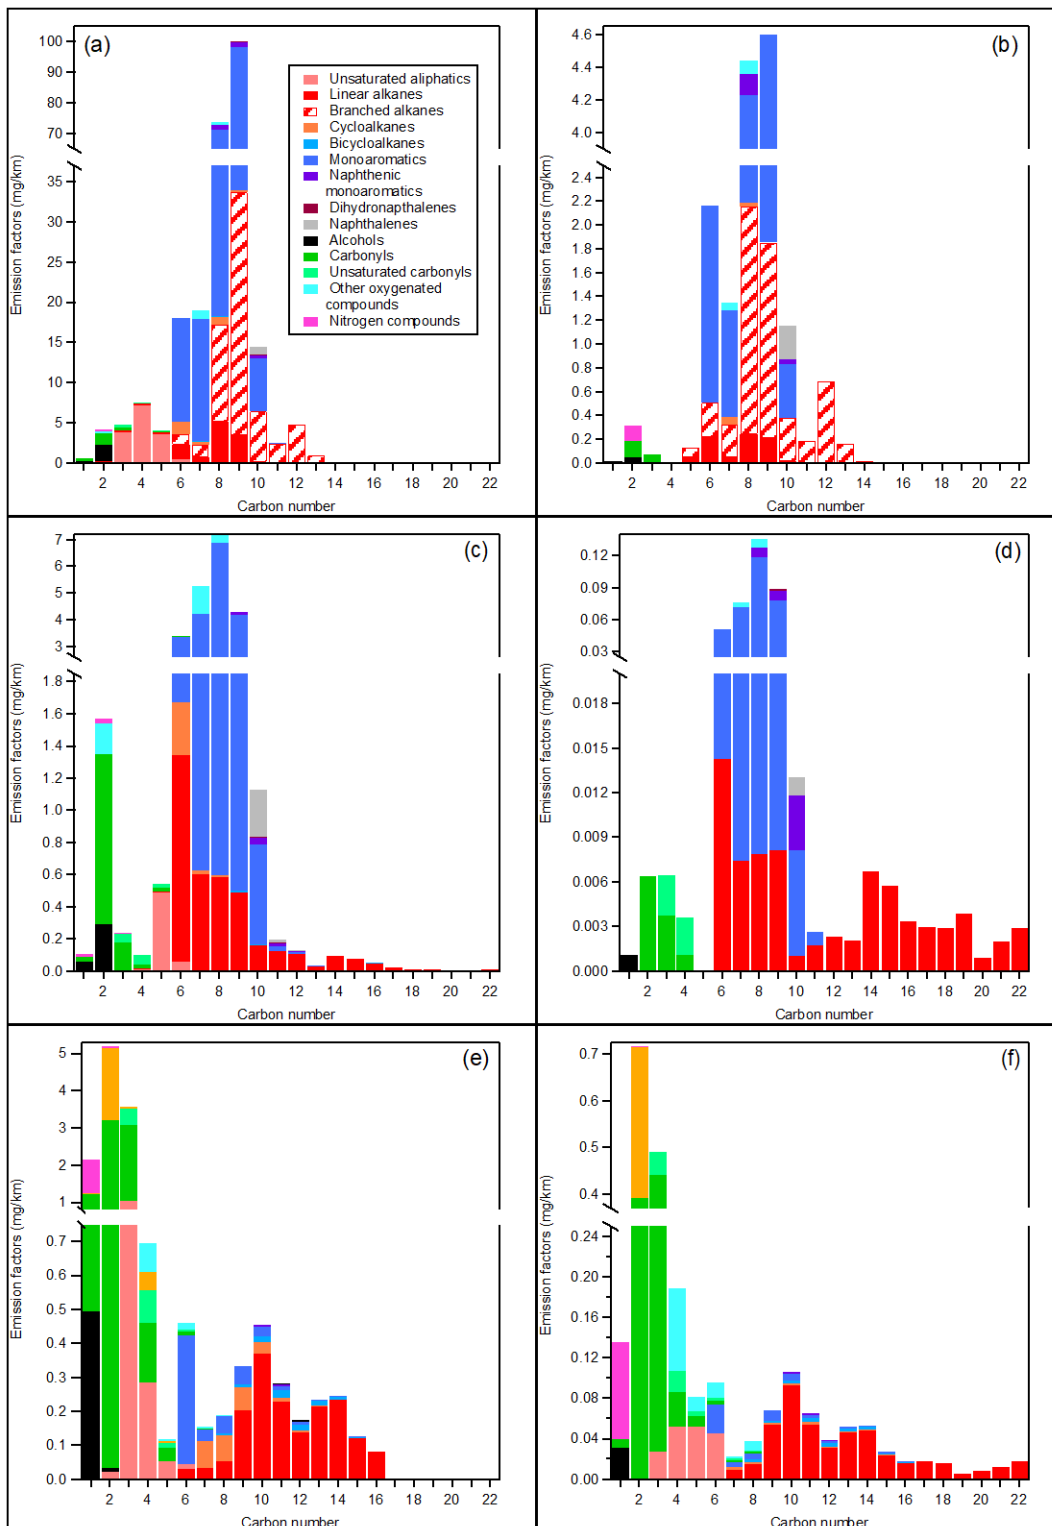 (a)
100
90
80
70
35
30
25
20
15
10
5
0
Emission factors (mg/km)
2 4 6 8 10 12 14 16 18 20 22
Carbon number
Unsaturated aliphatics
Linear alkanes
Branched alkanes
Cycloalkanes
Bicycloalkanes
Monoaromatics
Naphthenic
monoaromatics
Dihydronapthalenes
Naphthalenes
Alcohols
Carbonyls
Unsaturated carbonyls
Other oxygenated
compounds
Nitrogen compounds
(b)
4.6
4.4
4.2
4.0
2.4
2.2
2.0
1.8
1.6
1.4
1.2
1.0
0.8
0.6
0.4
0.2
0.0
Emission factors (mg/km)
2 4 6 8 10 12 14 16 18 20 22
Carbon number
(c)
7
6
5
4
3
1.8
1.6
1.4
1.2
1.0
0.8
0.6
0.4
0.2
0.0
Emission factors (mg/km)
2 4 6 8 10 12 14 16 18 20 22
Carbon number
(d)
0.12
0.09
0.06
0.03
0.018
0.015
0.012
0.009
0.006
0.003
0.000
Emission factors (mg/km)
2 4 6 8 10 12 14 16 18 20 22
Carbon number
(e)
5
4
3
2
1
0.7
0.6
0.5
0.4
0.3
0.2
0.1
0.0
Emission factors (mg/km)
2 4 6 8 10 12 14 16 18 20 22
Carbon number
(f)
0.7
0.6
0.5
0.4
0.24
0.20
0.16
0.12
0.08
0.04
0.00
Emission factors (mg/km)
2 4 6 8 10 12 14 16 18 20 22
Carbon number